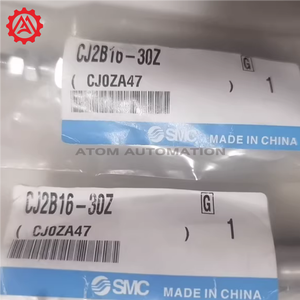 CJ2B16-30Z
G
( CJ0ZA47 ) 1
SMC
MADE IN CHINA
ATOM AUTOMATION
CJ2B16-30Z
G
( CJ0ZA47 ) 1
SMC
MADE IN CHINA